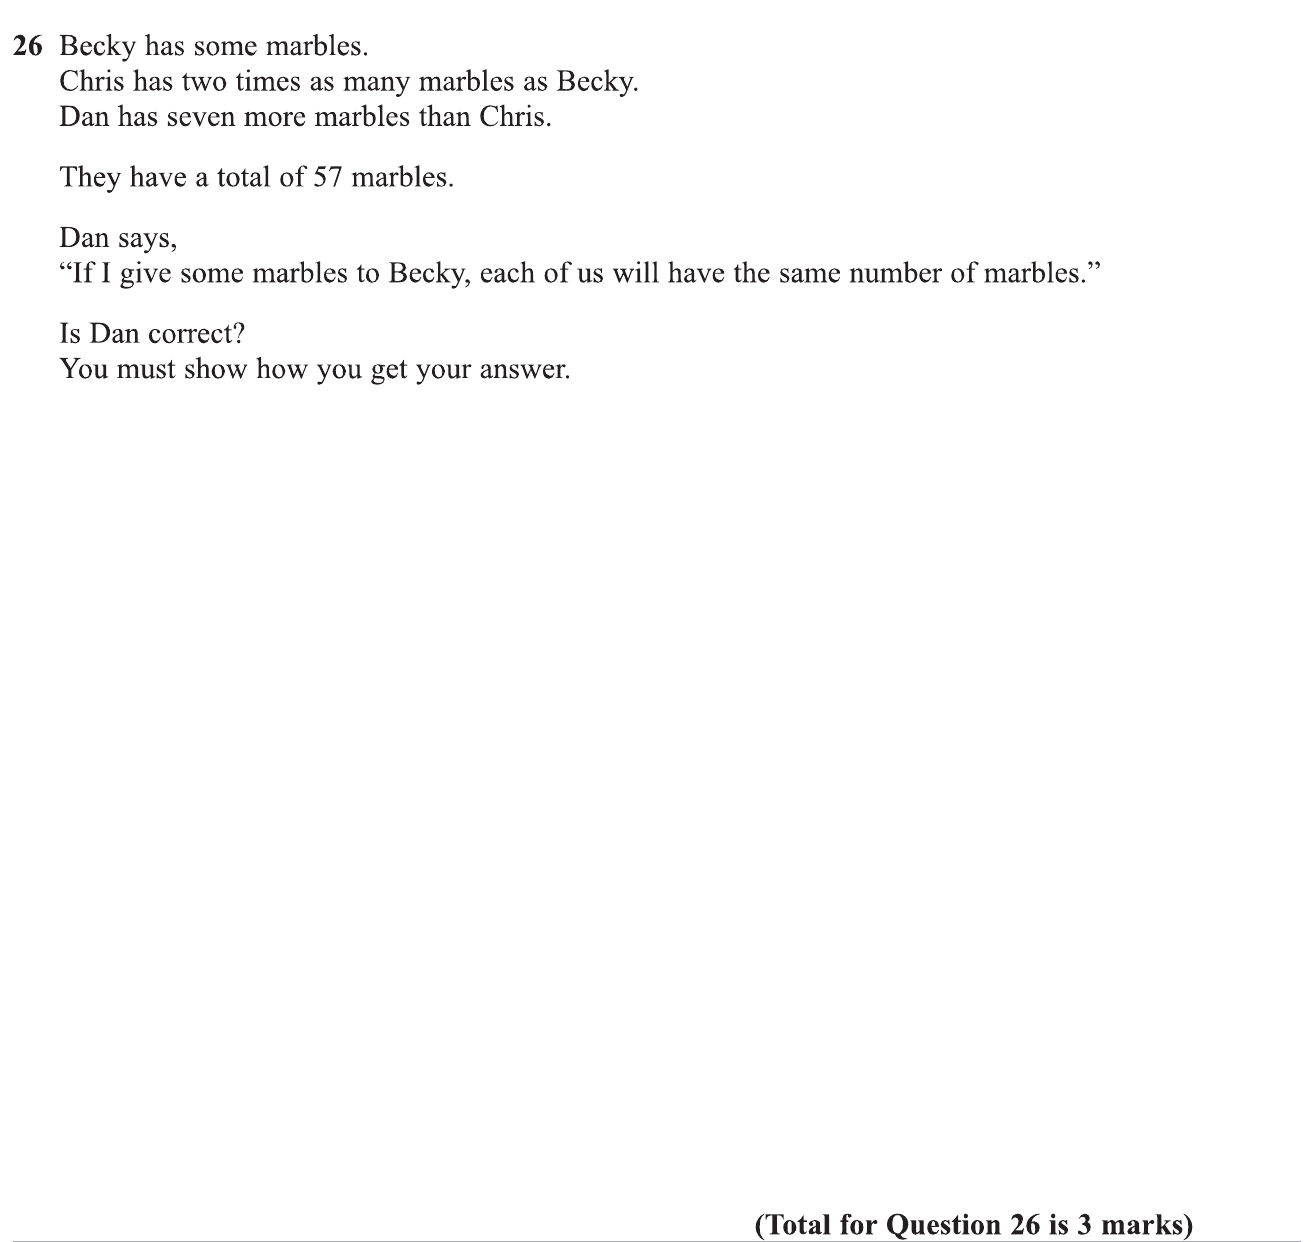 26 Becky has some marbles.
Chris has two times as many marbles as Becky.
Dan has seven more marbles than Chris.
They have a total of 57 marbles.
Dan says,
“If I give some marbles to Becky, each of us will have the same number of marbles.”
Is Dan correct?
You must show how you get your answer.
(Total for Question 26 is 3 marks)